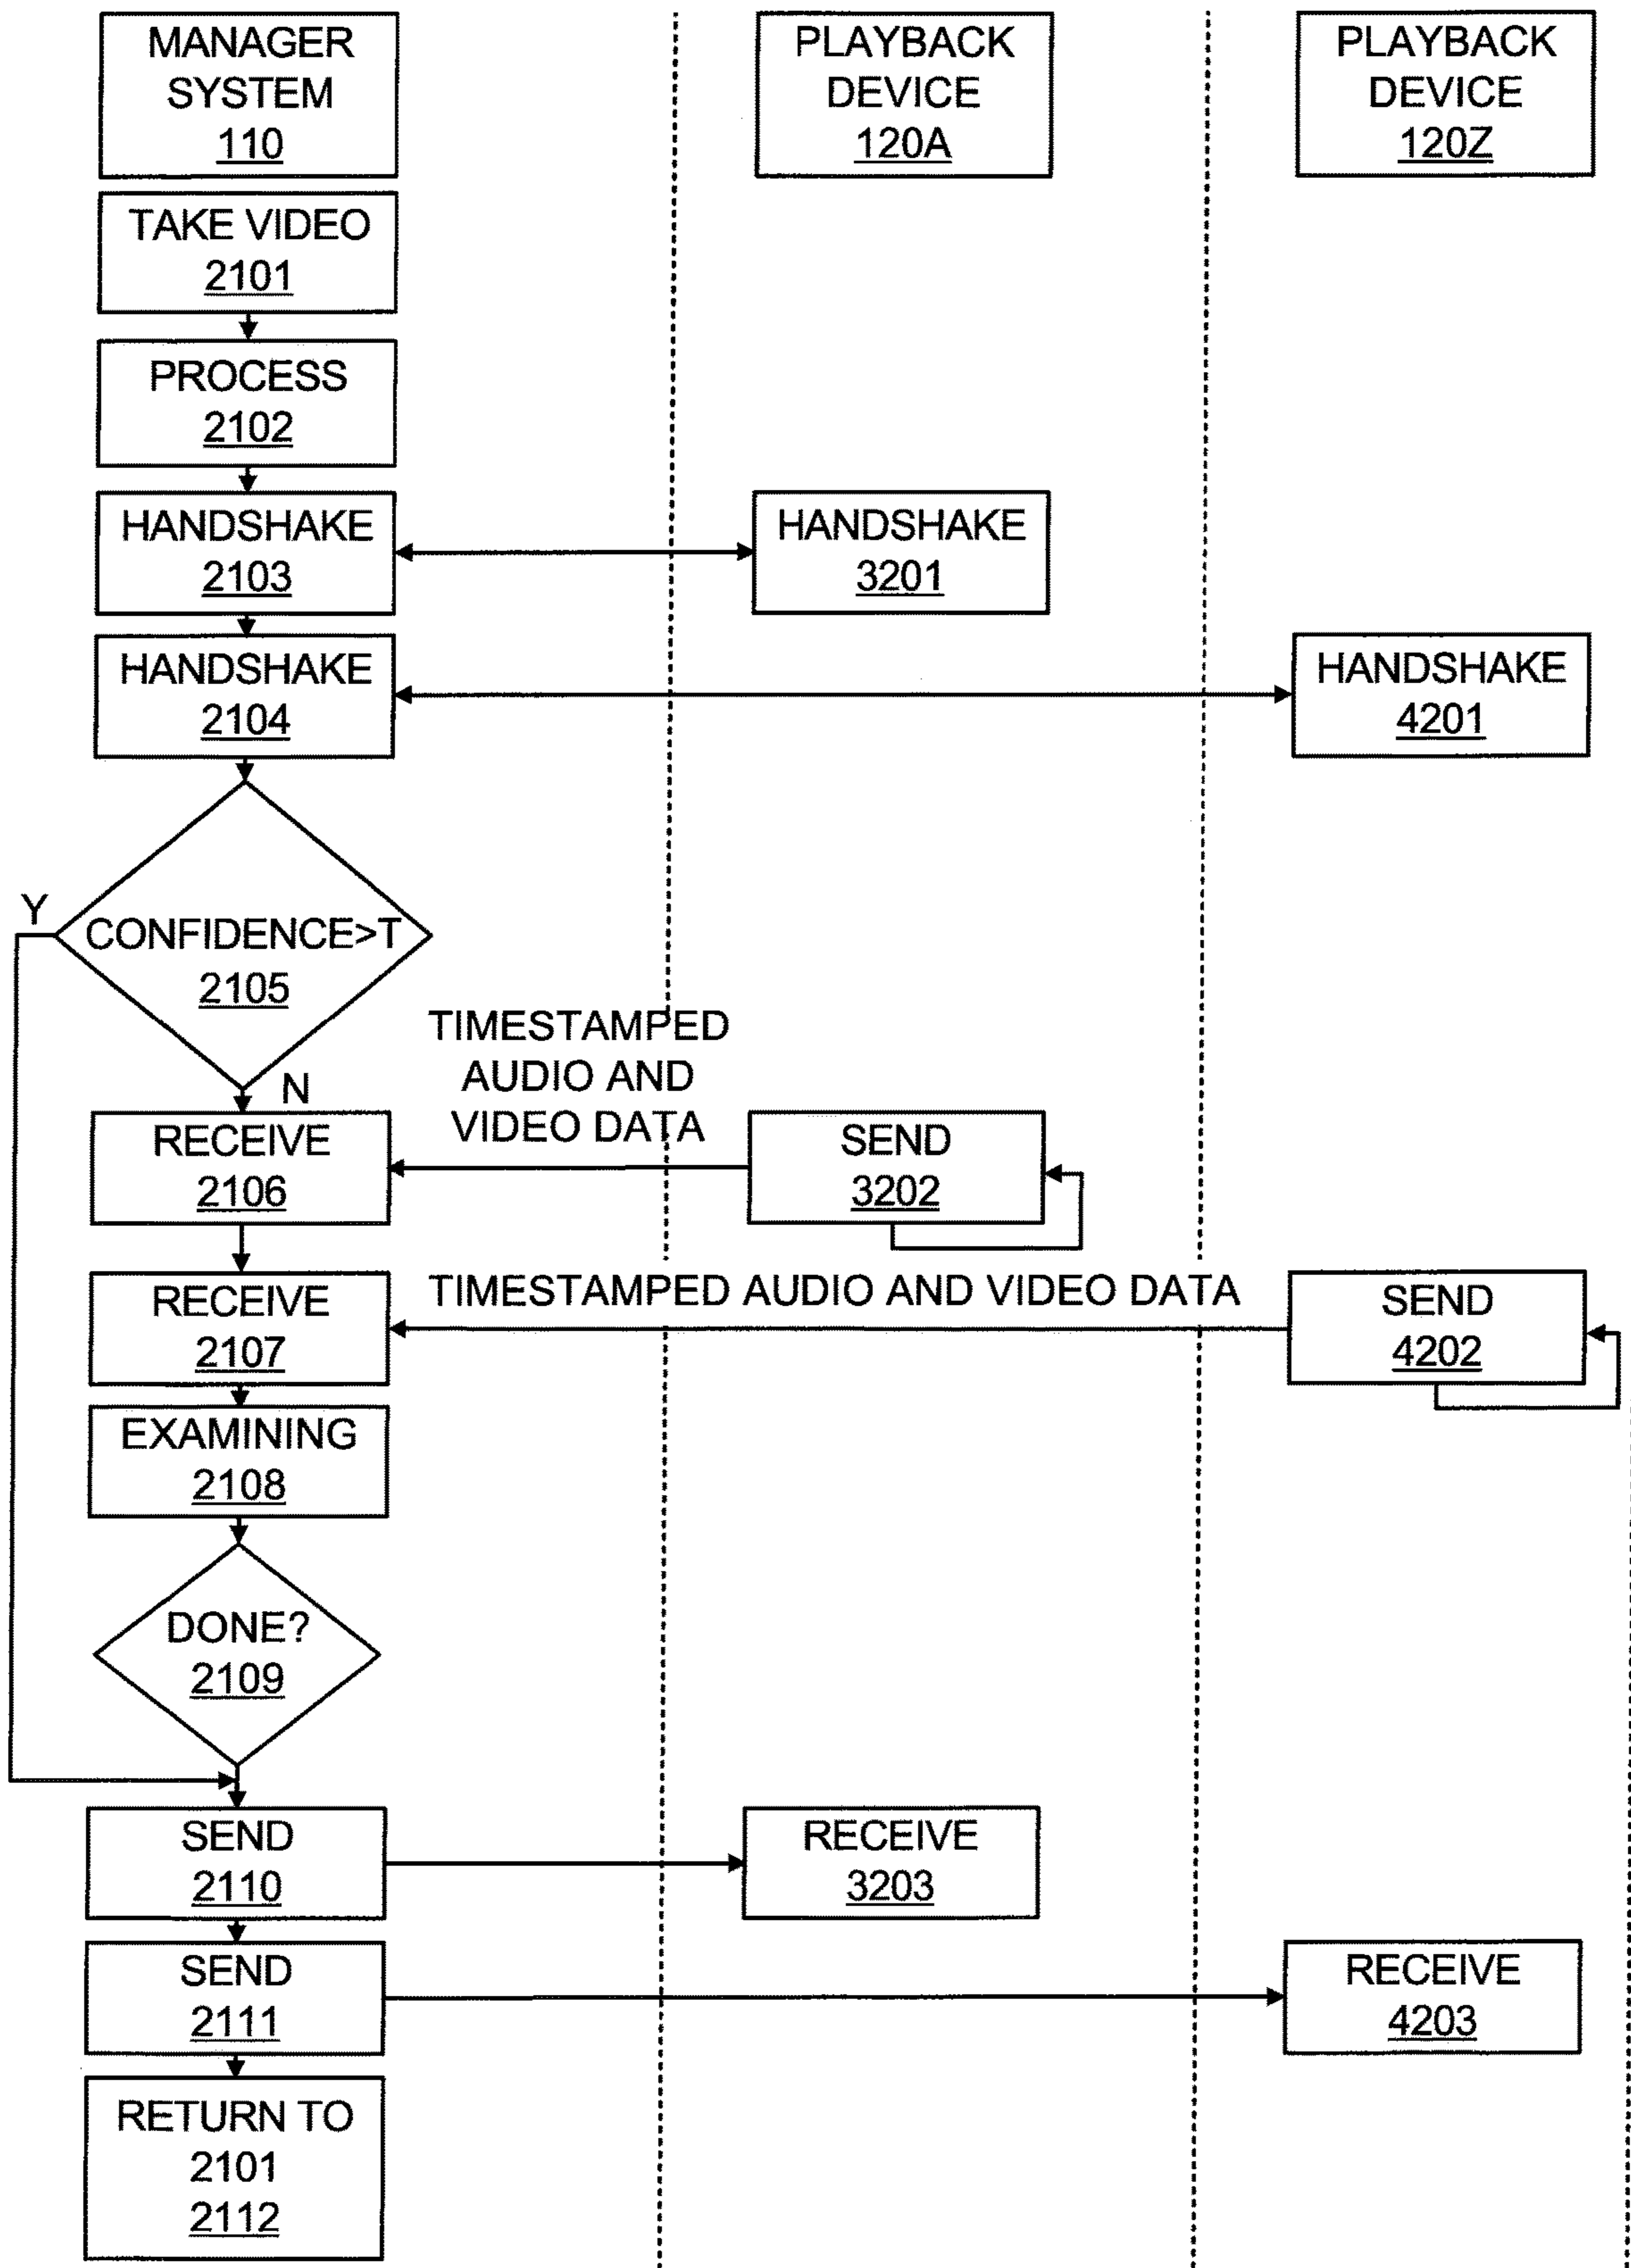 MANAGER
SYSTEM
110
PLAYBACK
DEVICE
120A
PLAYBACK
DEVICE
120Z
TAKE VIDEO
2101
PROCESS
2102
HANDSHAKE
2103
HANDSHAKE
3201
HANDSHAKE
2104
HANDSHAKE
4201
Y
CONFIDENCE>T
2105
N
TIMESTAMPED
AUDIO AND
VIDEO DATA
RECEIVE
2106
SEND
3202
RECEIVE
2107
TIMESTAMPED AUDIO AND VIDEO DATA
SEND
4202
EXAMINING
2108
DONE?
2109
SEND
2110
RECEIVE
3203
SEND
2111
RECEIVE
4203
RETURN TO
2101
2112